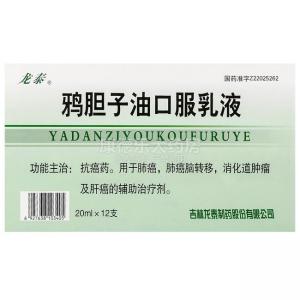 龙泰®
国药准字Z22025262
鸦胆子油口服乳液
YADANZIYOUKOUFURUYE
功能主治：抗癌药。用于肺癌，肺癌脑转移，消化道肿瘤
及肝癌的辅助治疗剂。
20ml×12支
吉林龙泰制药股份有限公司